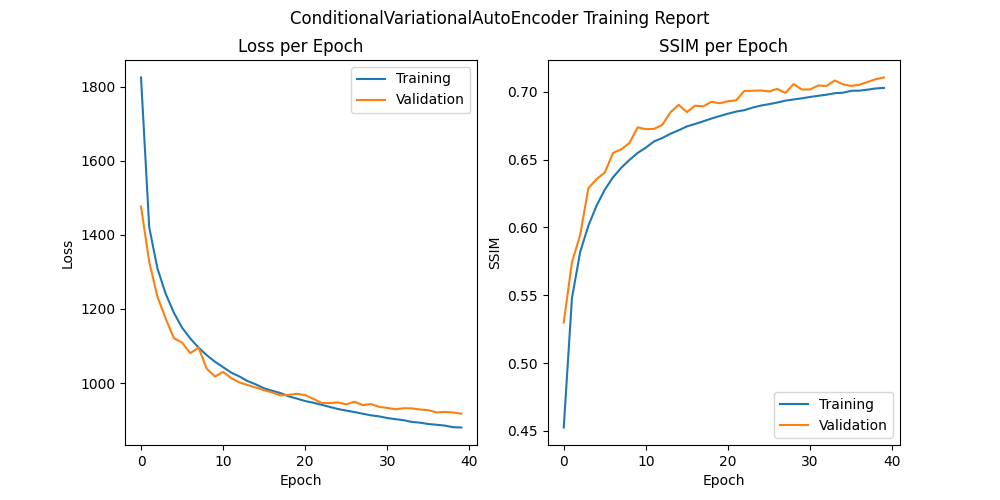 ConditionalVariationalAutoEncoder Training Report
Loss per Epoch
Training
Validation
1800
1600
1400
1200
1000
Loss
0
10
20
30
40
Epoch
SSIM per Epoch
0.70
0.65
0.60
0.55
0.50
0.45
SSIM
Training
Validation
0
10
20
30
40
Epoch